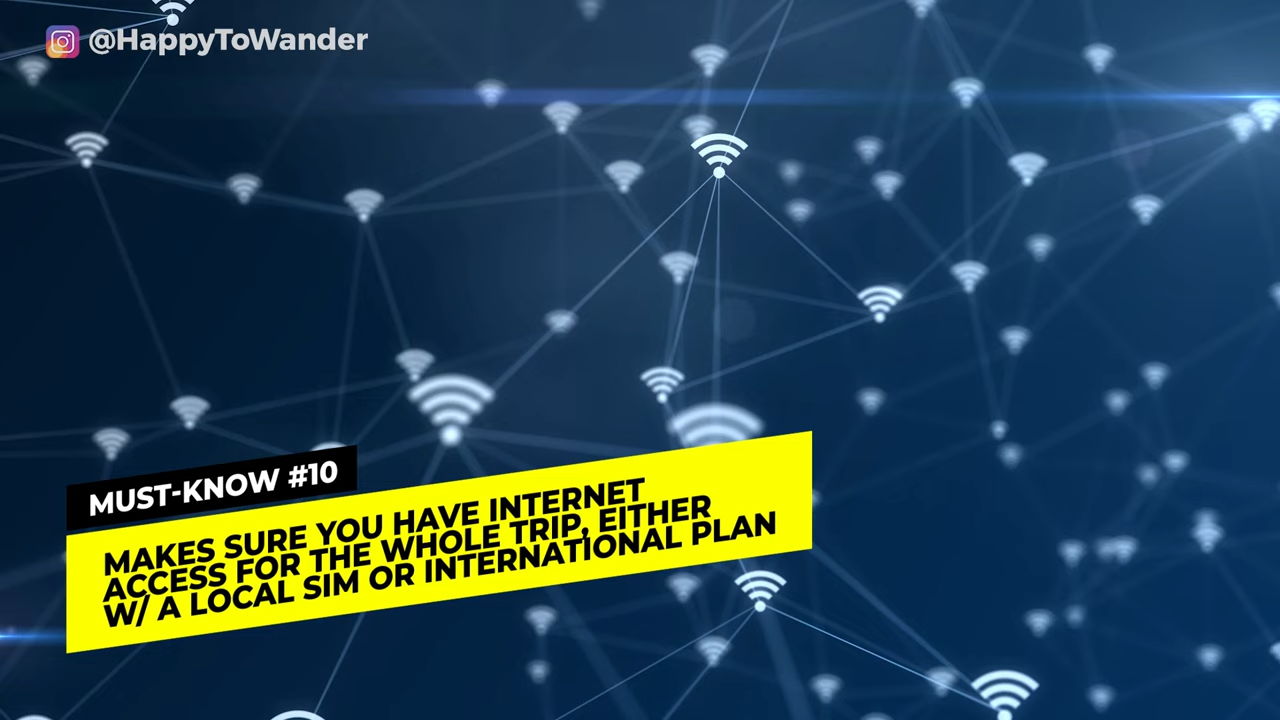 @HappyToWander
MUST-KNOW #10
MAKES SURE YOU HAVE INTERNET
ACCESS FOR THE WHOLE TRIP, EITHER
W/ A LOCAL SIM OR INTERNATIONAL PLAN